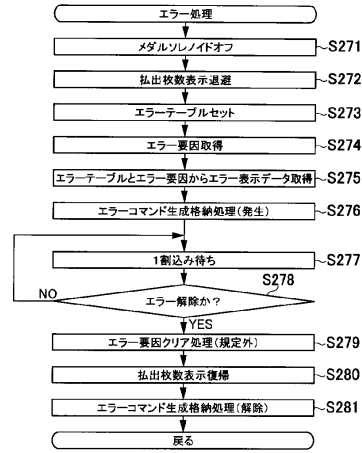 エラー処理
メダルソレノイドオフ
S271
払出枚数表示退避
S272
エラーテーブルセット
S273
エラー要因取得
S274
エラーテーブルとエラー要因からエラー表示データ取得
S275
エラーコマンド生成格納処理(発生)
S276
1割込み待ち
S277
S278
エラー解除か?
NO
YES
エラー要因クリア処理(規定外)
S279
払出枚数表示復帰
S280
エラーコマンド生成格納処理(解除)
S281
戻る